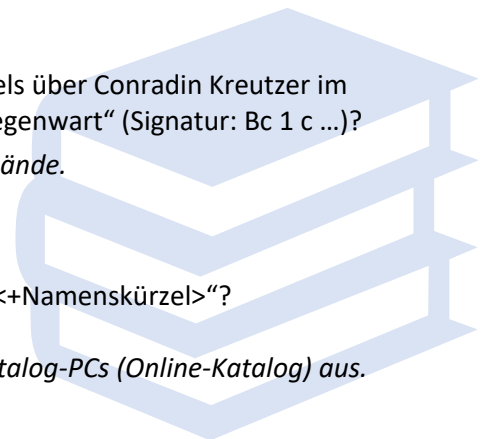 els über Conradin Kreutzer im
egenwart“ (Signatur: Bc 1 c …)?
ände.
<+Namenskürzel>“?
talog-PCs (Online-Katalog) aus.